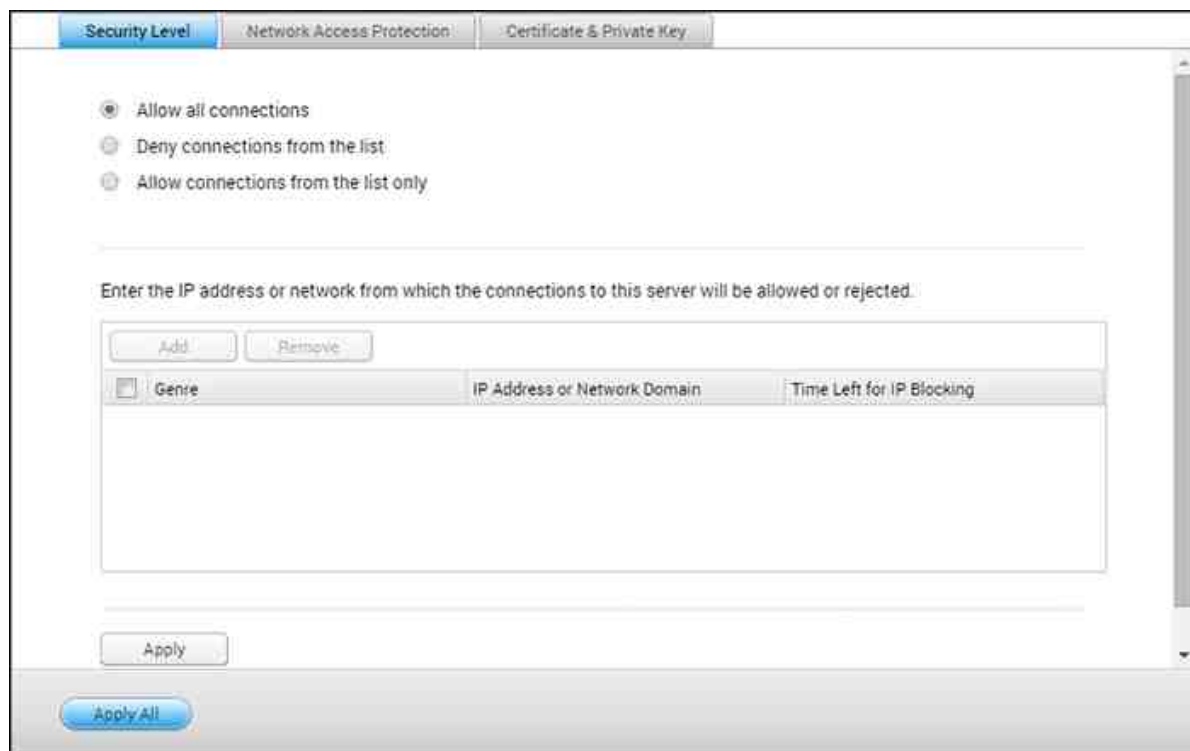 Security Level Network Access Protection Certificate & Private Key
Allow all connections
Deny connections from the list
Allow connections from the list only
Enter the IP address or network from which the connections to this server will be allowed or rejected.
Add Remove
Genre IP Address or Network Domain Time Left for IP Blocking
Apply
Apply All